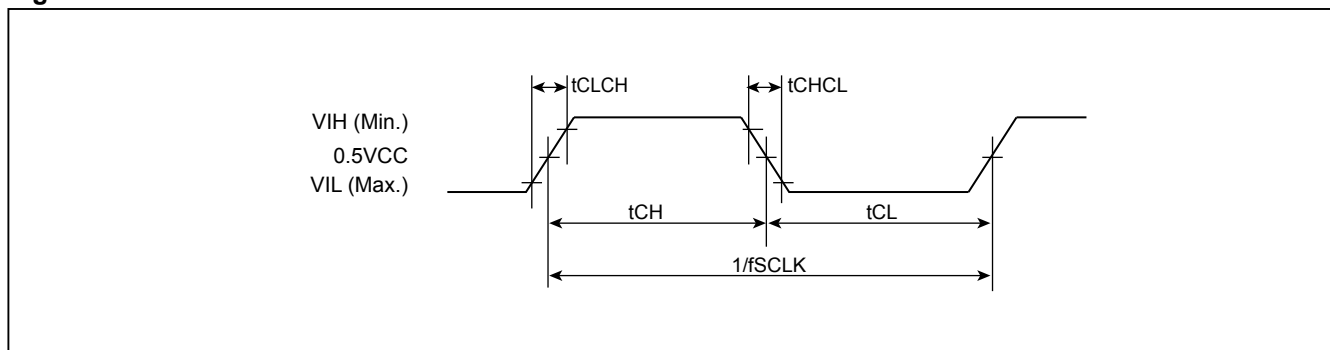 tCLCH
tCHCL
VIH (Min.)
0.5VCC
VIL (Max.)
tCH
tCL
1/fSCLK